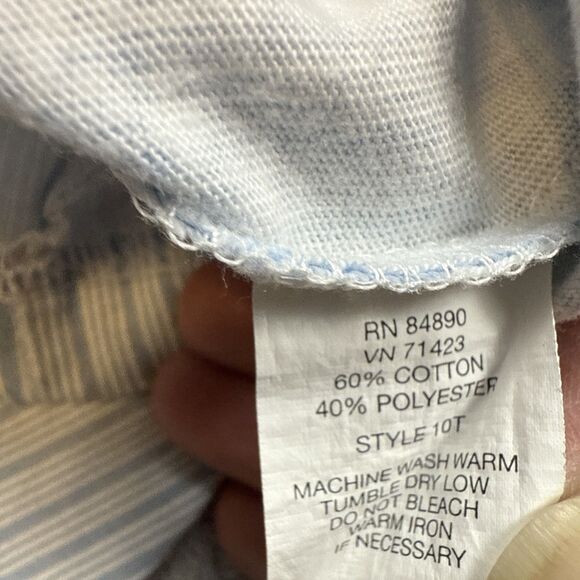 RN 84890
VN 71423
60% COTTON
40% POLYESTER
STYLE 10T
MACHINE WASH WARM
TUMBLE DRY LOW
DO NOT BLEACH
WARM IRON
IF NECESSARY